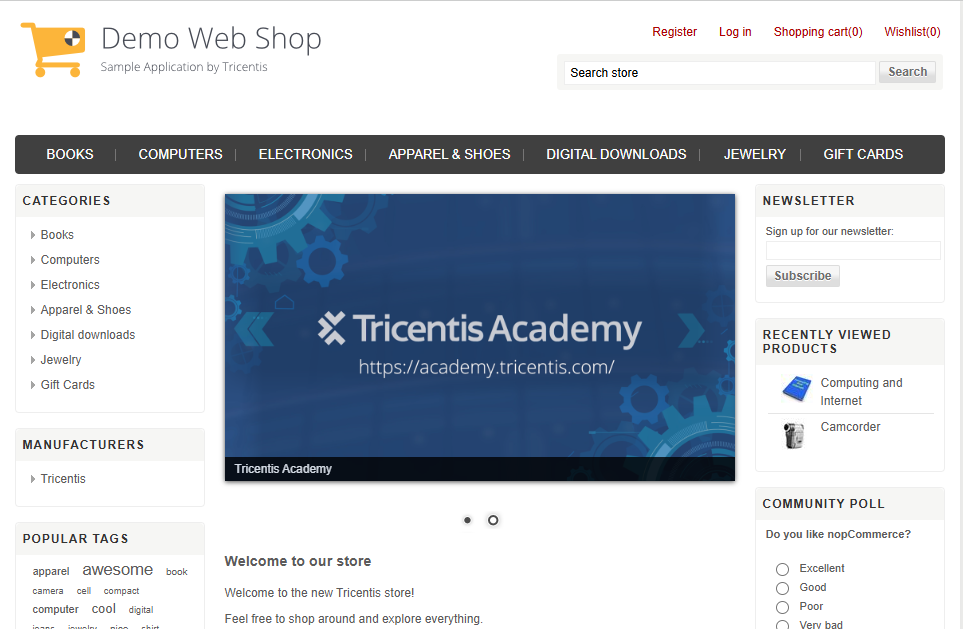 Demo Web Shop
Sample Application by Tricentis
Register Log in Shopping cart(0) Wishlist(0)
Search store Search
BOOKS COMPUTERS ELECTRONICS APPAREL & SHOES DIGITAL DOWNLOADS JEWELRY GIFT CARDS
CATEGORIES
Books
Computers
Electronics
Apparel & Shoes
Digital downloads
Jewelry
Gift Cards
MANUFACTURERS
Tricentis
POPULAR TAGS
apparel awesome book
camera cell compact
computer cool digital
jeans jewelry nice shirt
Tricentis Academy
https://academy.tricentis.com/
Tricentis Academy
Welcome to our store
Welcome to the new Tricentis store!
Feel free to shop around and explore everything.
NEWSLETTER
Sign up for our newsletter:
Subscribe
RECENTLY VIEWED
PRODUCTS
Computing and
Internet
Camcorder
COMMUNITY POLL
Do you like nopCommerce?
Excellent
Good
Poor
Very bad